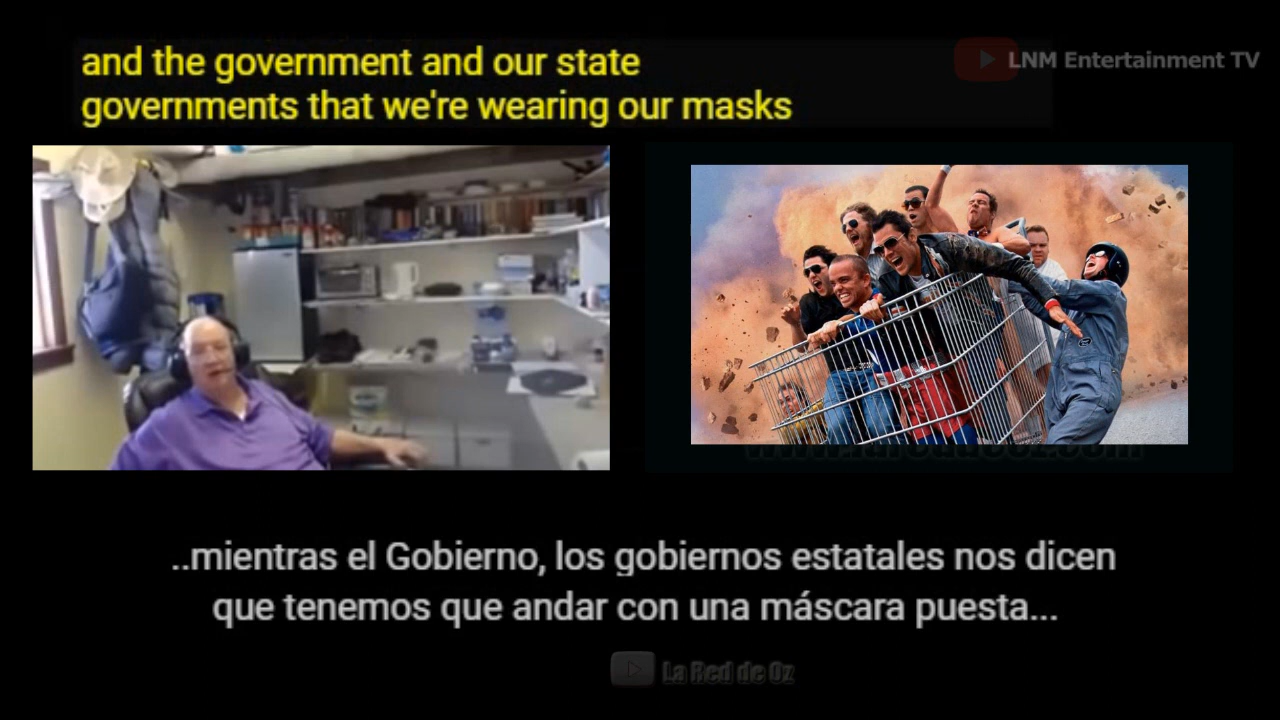 and the government and our state
governments that we're wearing our masks
LNM Entertainment TV
..mientras el Gobierno, los gobiernos estatales nos dicen
que tenemos que andar con una máscara puesta...
La Red de Oz